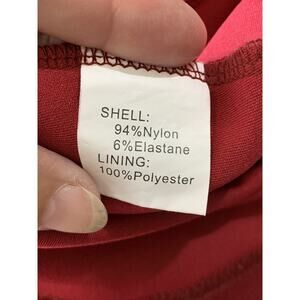 SHELL:
94%Nylon
6%Elastane
LINING:
100%Polyester